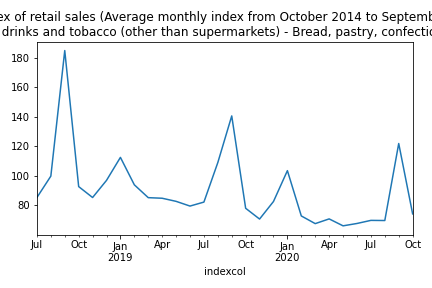 ex of retail sales (Average monthly index from October 2014 to Septemb
drinks and tobacco (other than supermarkets) - Bread, pastry, confectio
180
160
140
120
100
80
Jul Oct Jan Apr Jul Oct Jan Apr Jul Oct
2019 2020
indexcol